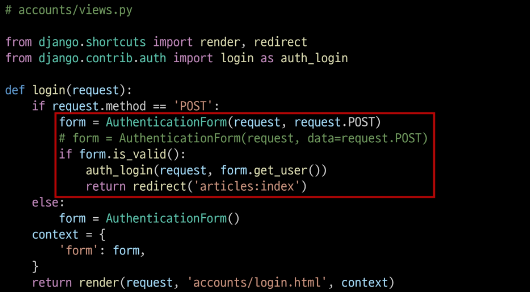 # accounts/views.py
from django.shortcuts import render, redirect
from django.contrib.auth import login as auth_login
def login(request):
    if request.method == 'POST':
        form = AuthenticationForm(request, request.POST)
        # form = AuthenticationForm(request, data=request.POST)
        if form.is_valid():
            auth_login(request, form.get_user())
            return redirect('articles:index')
    else:
        form = AuthenticationForm()
    context = {
        'form': form,
    }
    return render(request, 'accounts/login.html', context)